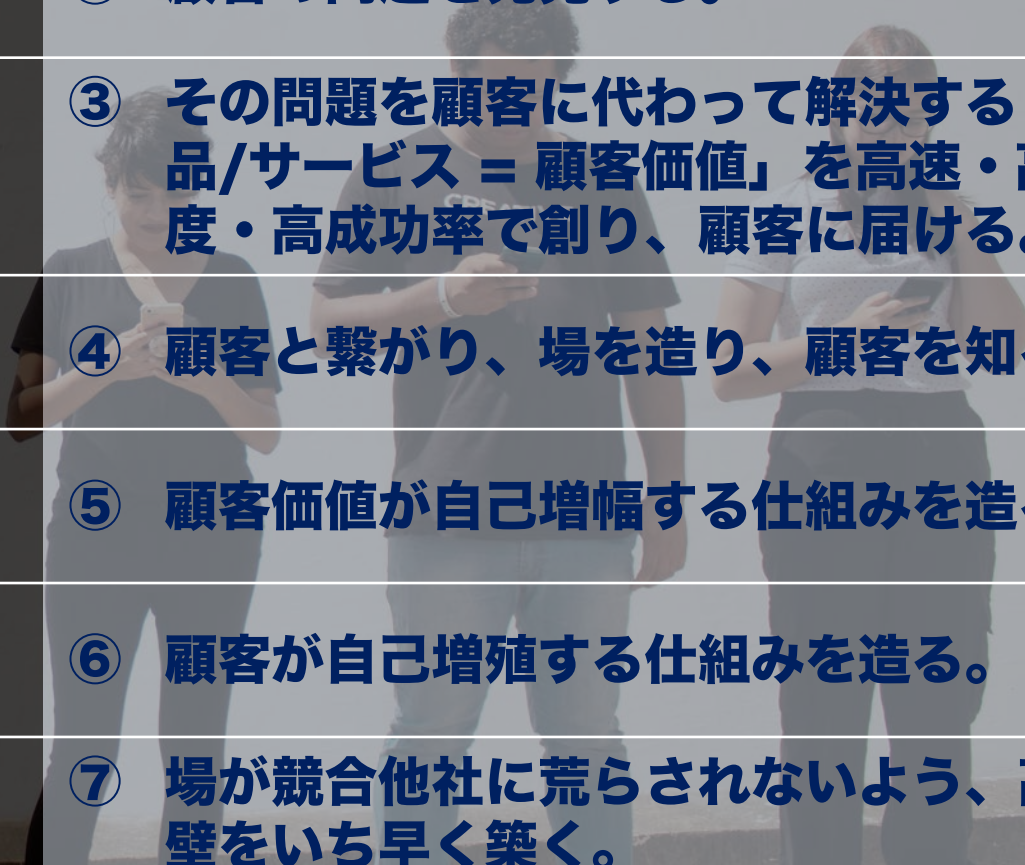 ③ その問題を顧客に代わって解決する
品/サービス = 顧客価値」を高速・
度・高成功率で創り、顧客に届ける。
④ 顧客と繋がり、場を造り、顧客を知
⑤ 顧客価値が自己増幅する仕組みを造
⑥ 顧客が自己増殖する仕組みを造る。
⑦ 場が競合他社に荒らされないよう、
壁をいち早く築く。